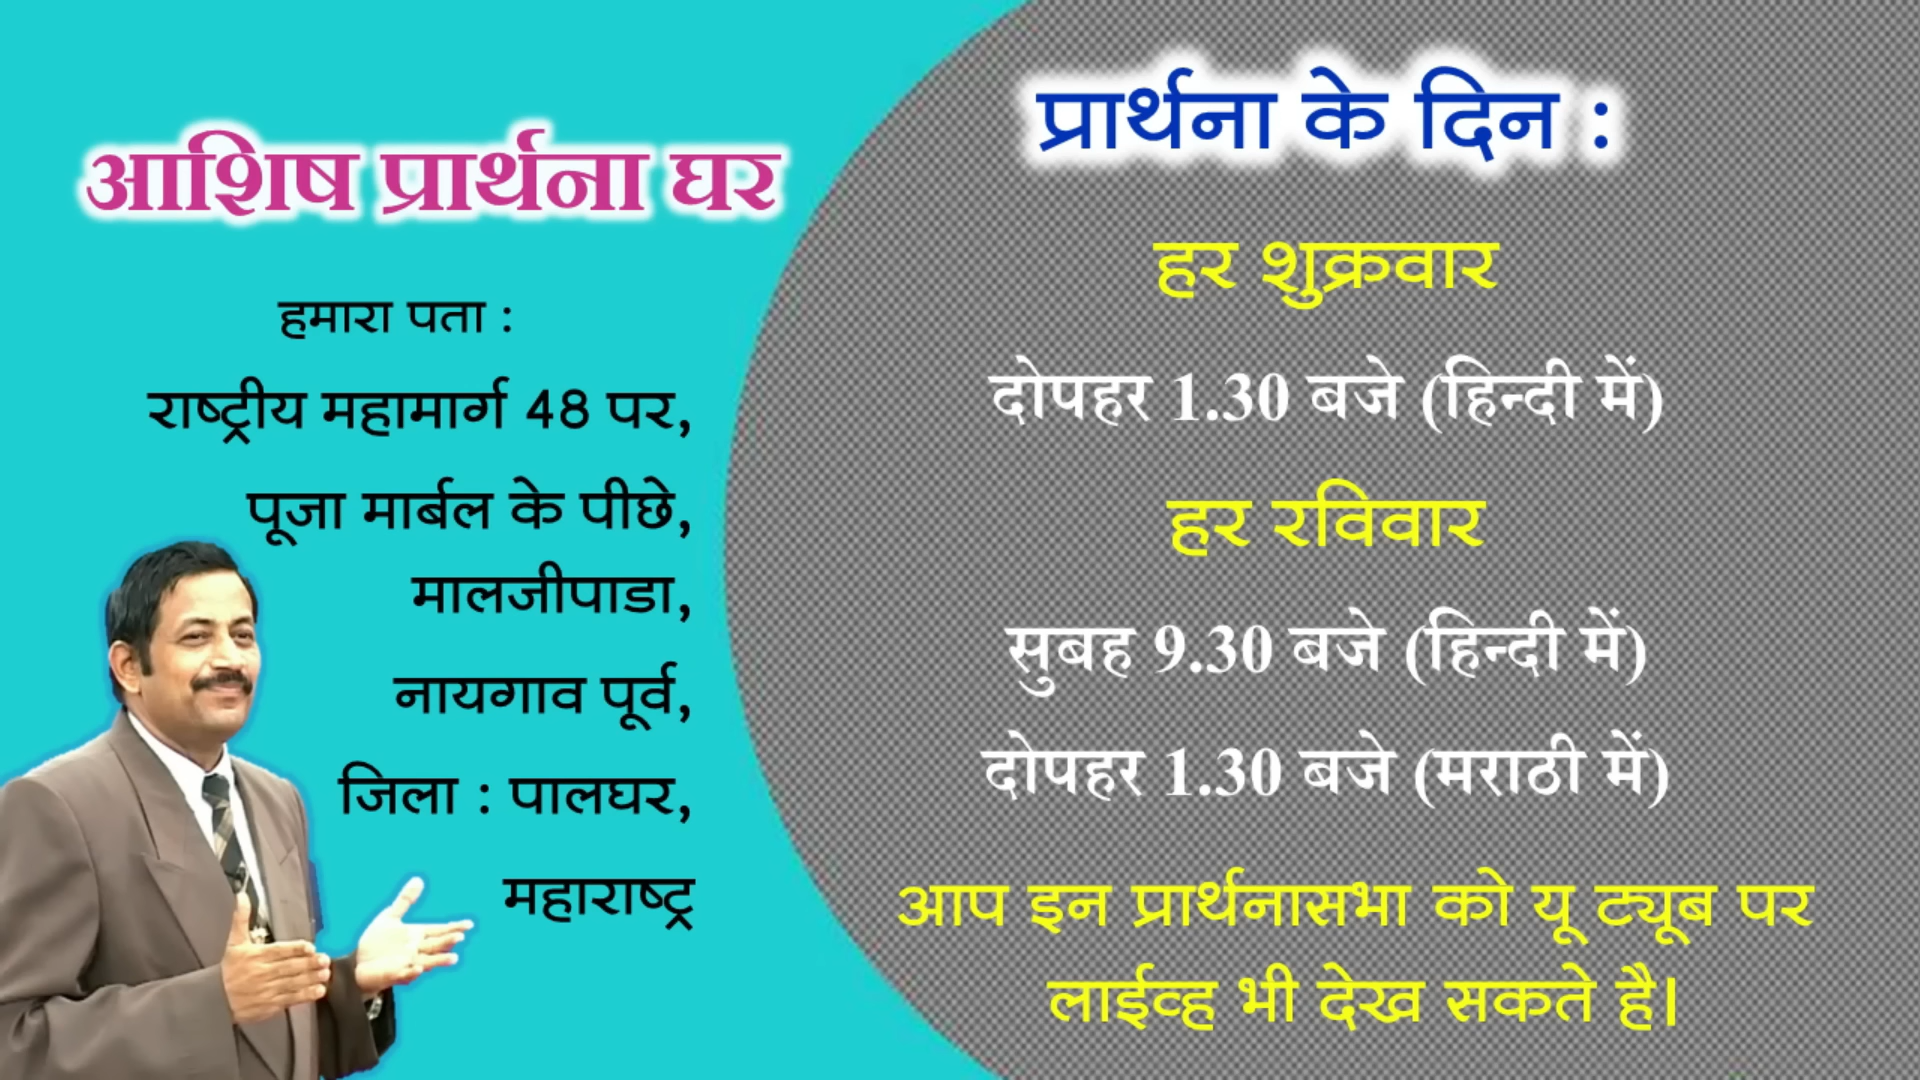 आशिष प्रार्थना घर
हमारा पता :
राष्ट्रीय महामार्ग 48 पर,
पूजा मार्बल के पीछे,
मालजीपाडा,
नायगाव पूर्व,
जिला : पालघर,
महाराष्ट्र
प्रार्थना के दिन :
हर शुक्रवार
दोपहर 1.30 बजे (हिन्दी में)
हर रविवार
सुबह 9.30 बजे (हिन्दी में)
दोपहर 1.30 बजे (मराठी में)
आप इन प्रार्थनासभा को यू ट्यूब पर
लाईव्ह भी देख सकते है।